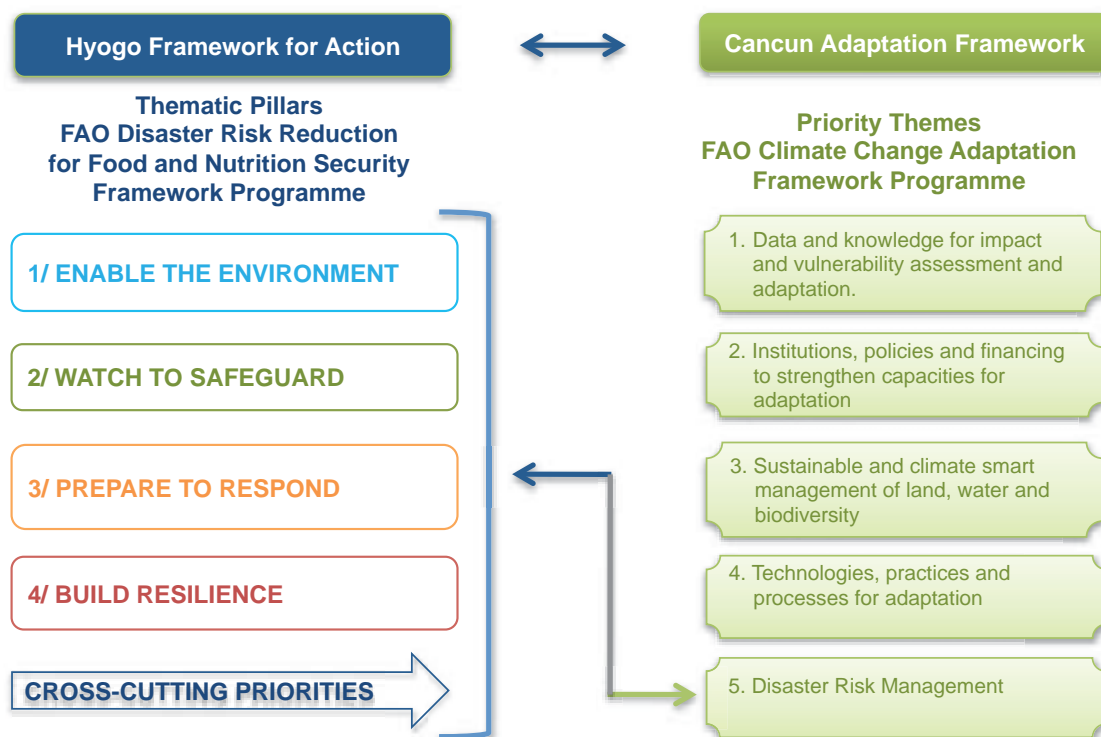 Hyogo Framework for Action
Cancun Adaptation Framework
Thematic Pillars
FAO Disaster Risk Reduction
for Food and Nutrition Security
Framework Programme
Priority Themes
FAO Climate Change Adaptation
Framework Programme
1/ ENABLE THE ENVIRONMENT
2/ WATCH TO SAFEGUARD
3/ PREPARE TO RESPOND
4/ BUILD RESILIENCE
CROSS-CUTTING PRIORITIES
1. Data and knowledge for impact
and vulnerability assessment and
adaptation.
2. Institutions, policies and financing
to strengthen capacities for
adaptation
3. Sustainable and climate smart
management of land, water and
biodiversity
4. Technologies, practices and
processes for adaptation
5. Disaster Risk Management